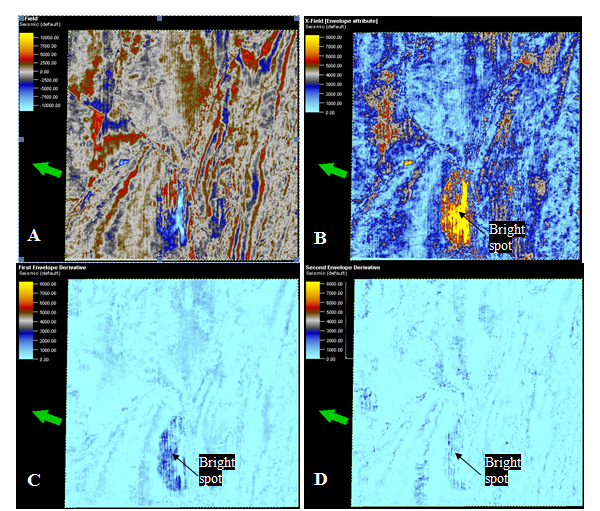 Field
Seismic (default)
10000.00
7500.00
5000.00
2500.00
0.00
-2500.00
-5000.00
-7500.00
-10000.00
A
X-Field [Envelope attribute]
Seismic (default)
8000.00
7000.00
6000.00
5000.00
4000.00
3000.00
2000.00
1000.00
0.00
Bright
spot
B
First Envelope Derivative
Seismic (default)
8000.00
7000.00
6000.00
5000.00
4000.00
3000.00
2000.00
1000.00
0.00
Bright
spot
C
Second Envelope Derivative
Seismic (default)
8000.00
7000.00
6000.00
5000.00
4000.00
3000.00
2000.00
1000.00
0.00
Bright
spot
D